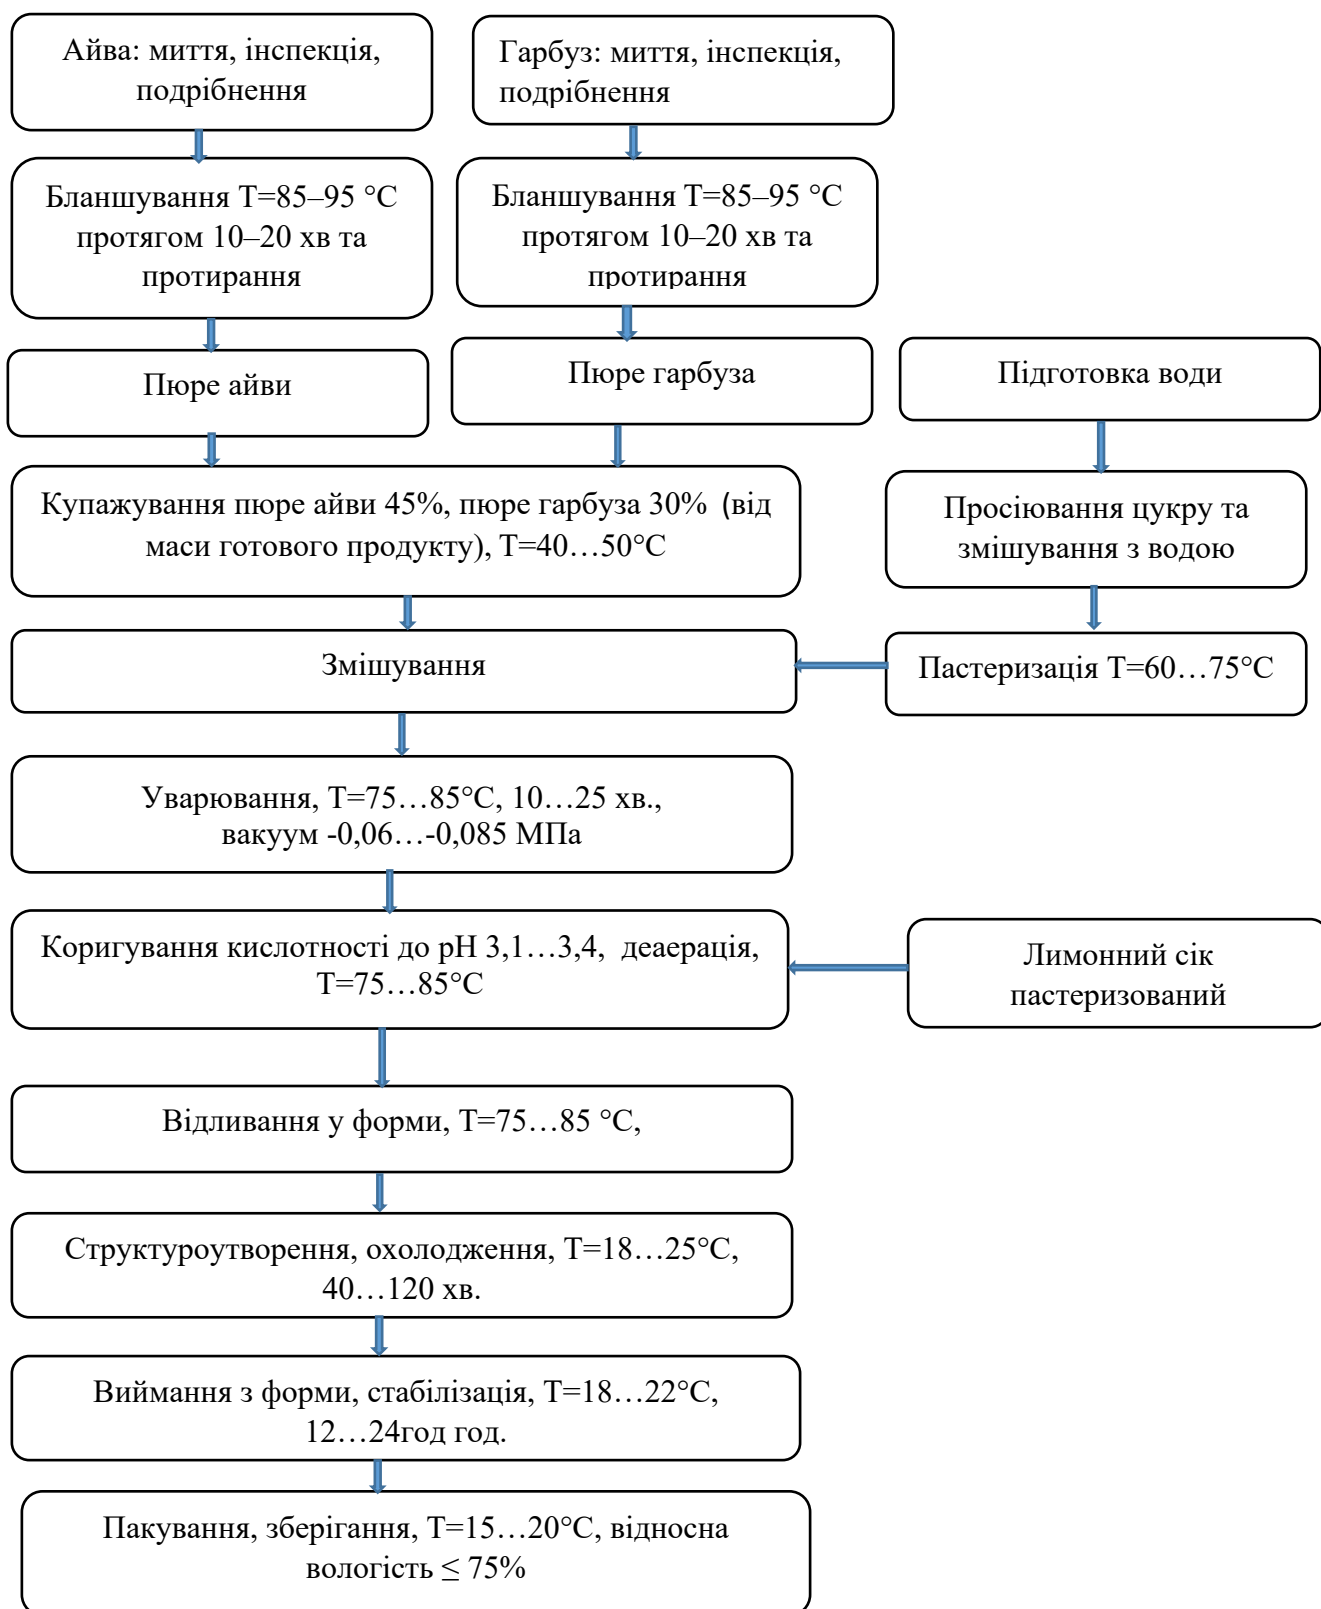 Айва: миття, інспекція,
подрібнення
Гарбуз: миття, інспекція,
подрібнення
Бланшування Т=85–95 °С
протягом 10–20 хв та
протирання
Бланшування Т=85–95 °С
протягом 10–20 хв та
протирання
Пюре айви
Пюре гарбуза
Підготовка води
Купажування пюре айви 45%, пюре гарбуза 30% (від
маси готового продукту), Т=40…50°С
Просіювання цукру та
змішування з водою
Змішування
Пастеризація Т=60…75°С
Уварювання, Т=75…85°С, 10…25 хв.,
вакуум -0,06…-0,085 МПа
Коригування кислотності до рН 3,1…3,4, деаерація,
Т=75…85°С
Лимонний сік
пастеризований
Відливання у форми, Т=75…85 °С,
Структуроутворення, охолодження, Т=18…25°С,
40…120 хв.
Виймання з форми, стабілізація, Т=18…22°С,
12…24год год.
Пакування, зберігання, Т=15…20°С, відносна
вологість ≤ 75%